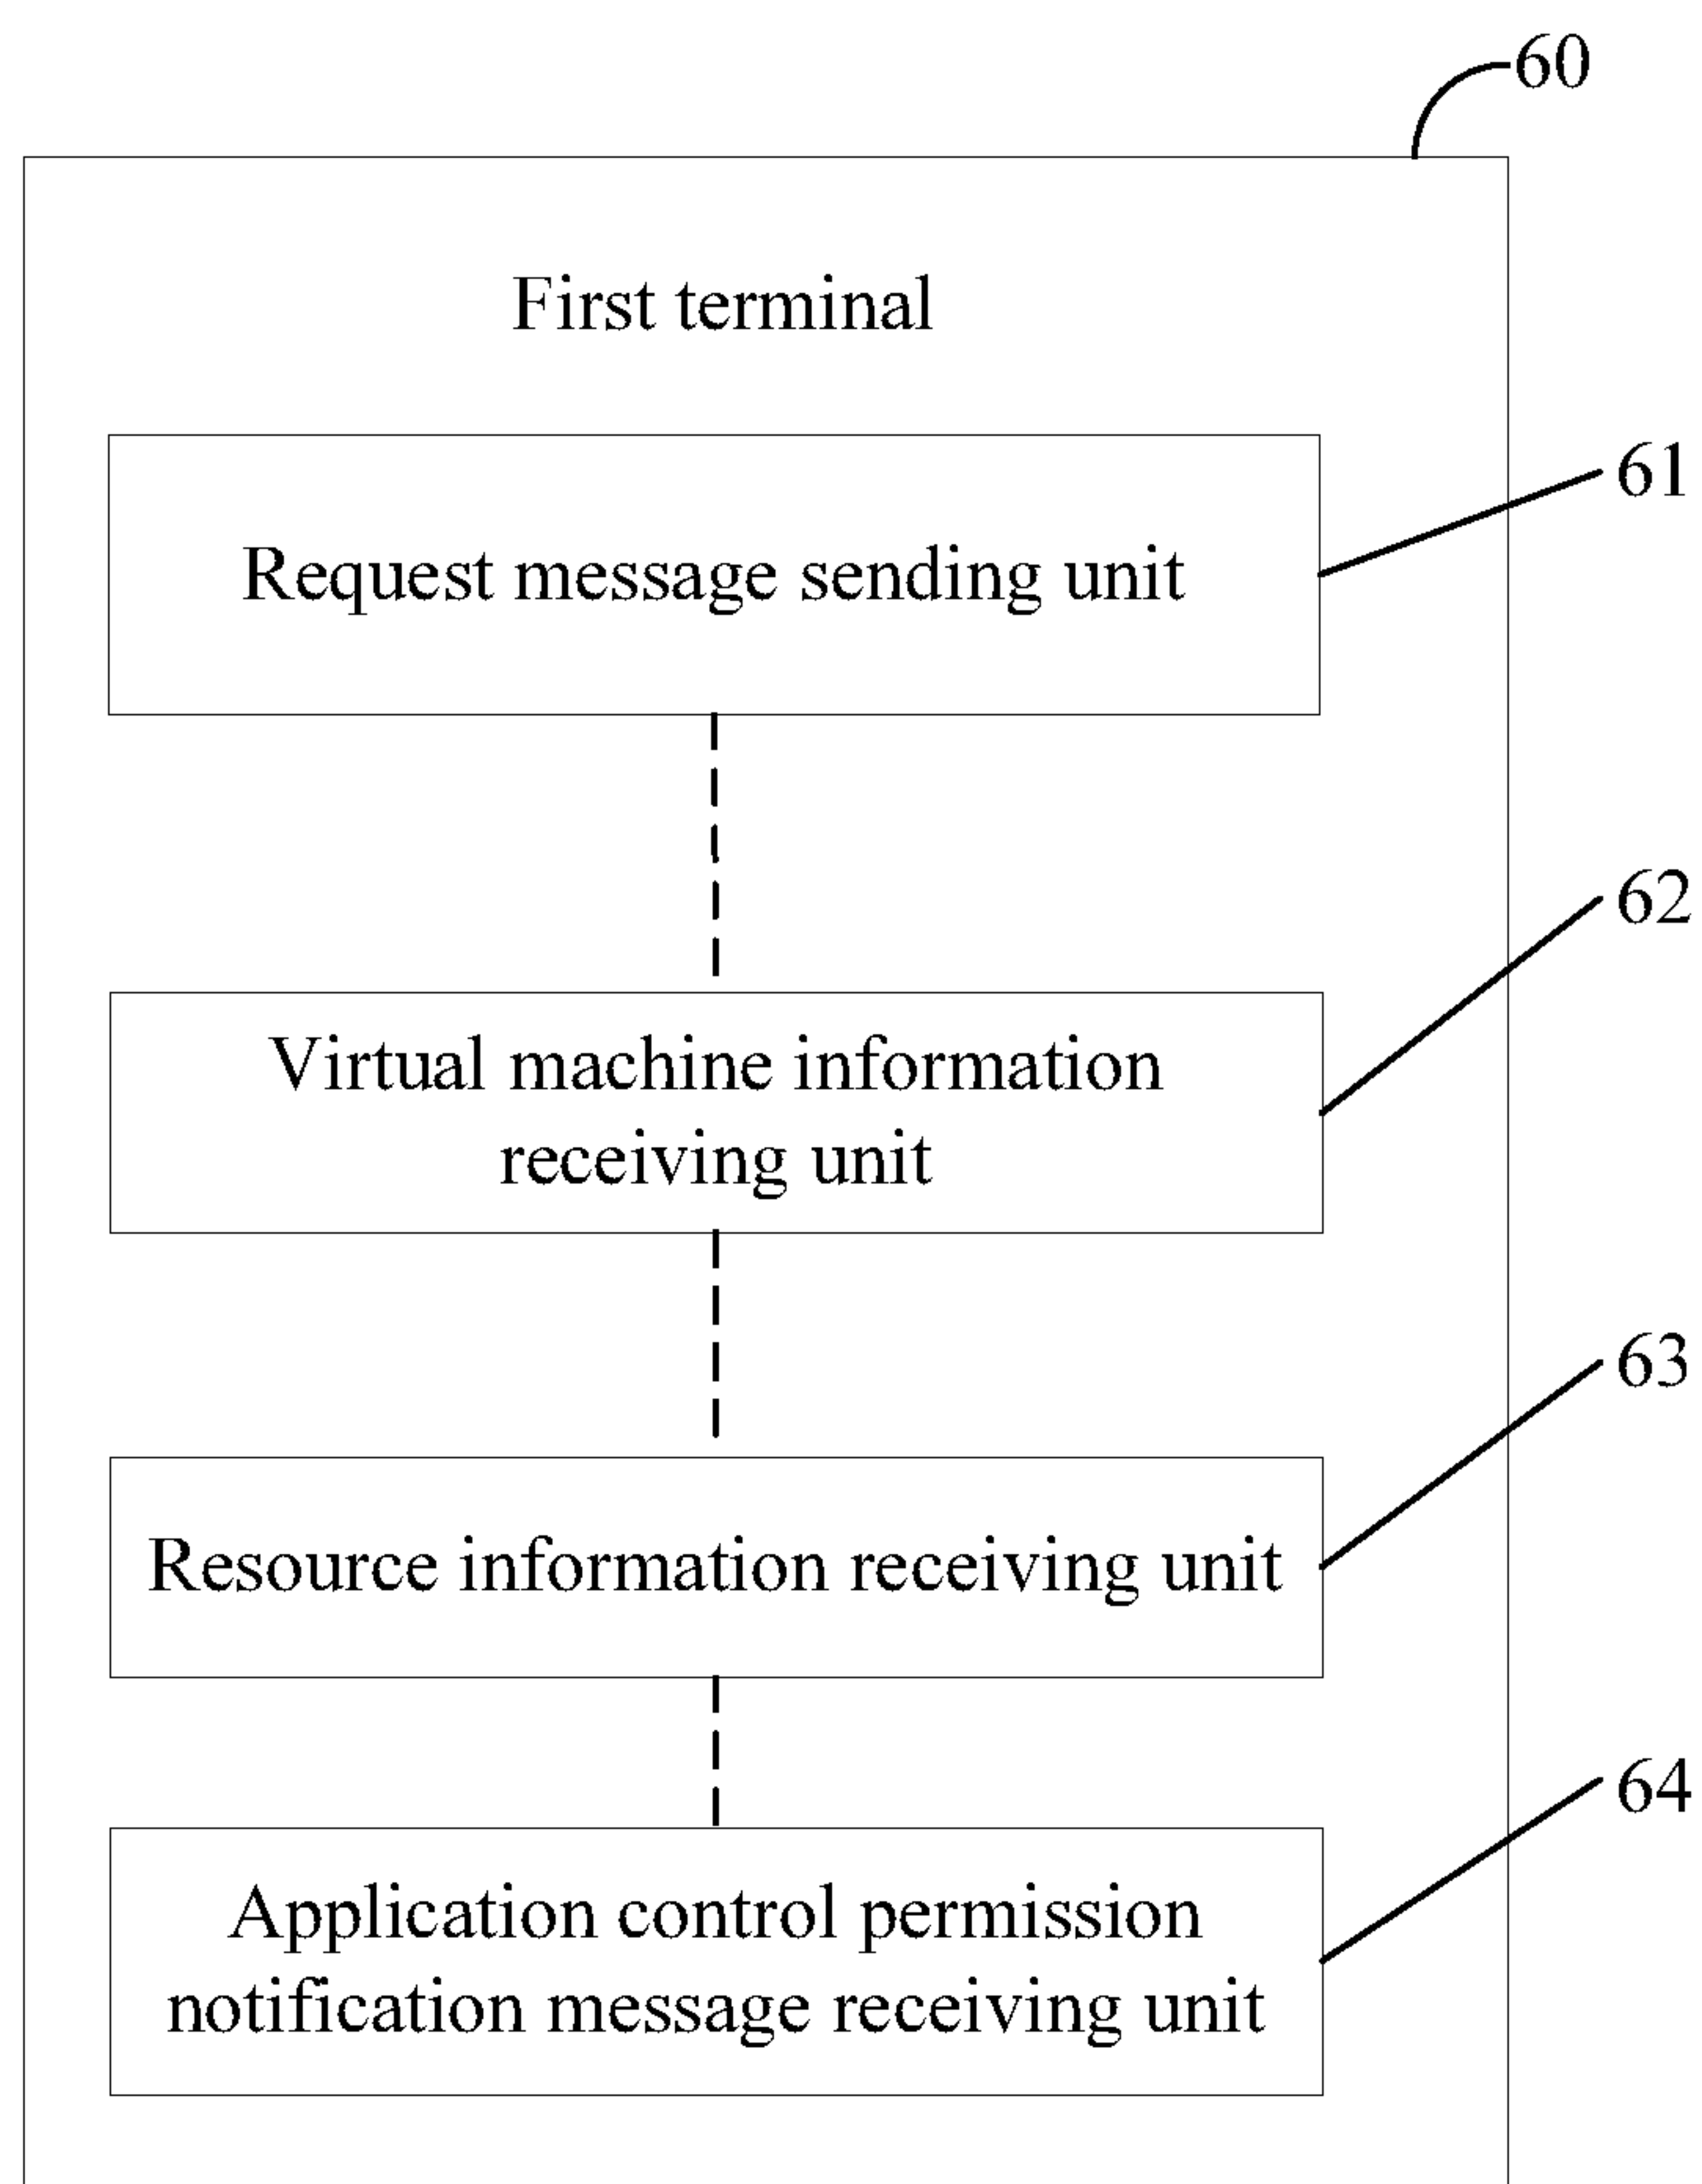 60
First terminal
61
Request message sending unit
62
Virtual machine information
receiving unit
63
Resource information receiving unit
64
Application control permission
notification message receiving unit